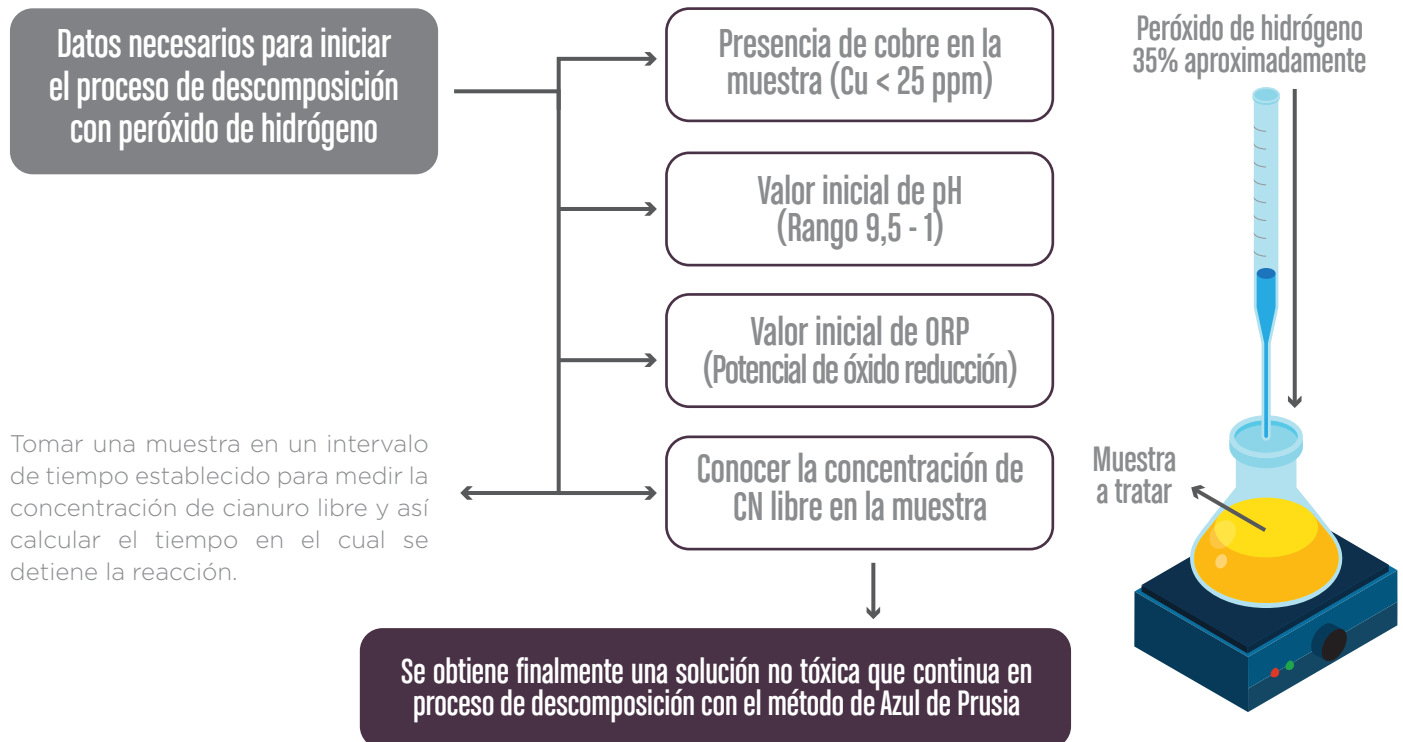 Datos necesarios para iniciar
el proceso de descomposición
con peróxido de hidrógeno
Presencia de cobre en la
muestra (Cu < 25 ppm)
Valor inicial de pH
(Rango 9,5 - 1)
Valor inicial de ORP
(Potencial de óxido reducción)
Conocer la concentración de
CN libre en la muestra
Tomar una muestra en un intervalo
de tiempo establecido para medir la
concentración de cianuro libre y así
calcular el tiempo en el cual se
detiene la reacción.
Se obtiene finalmente una solución no tóxica que continua en
proceso de descomposición con el método de Azul de Prusia
Peróxido de hidrógeno
35% aproximadamente
Muestra
a tratar